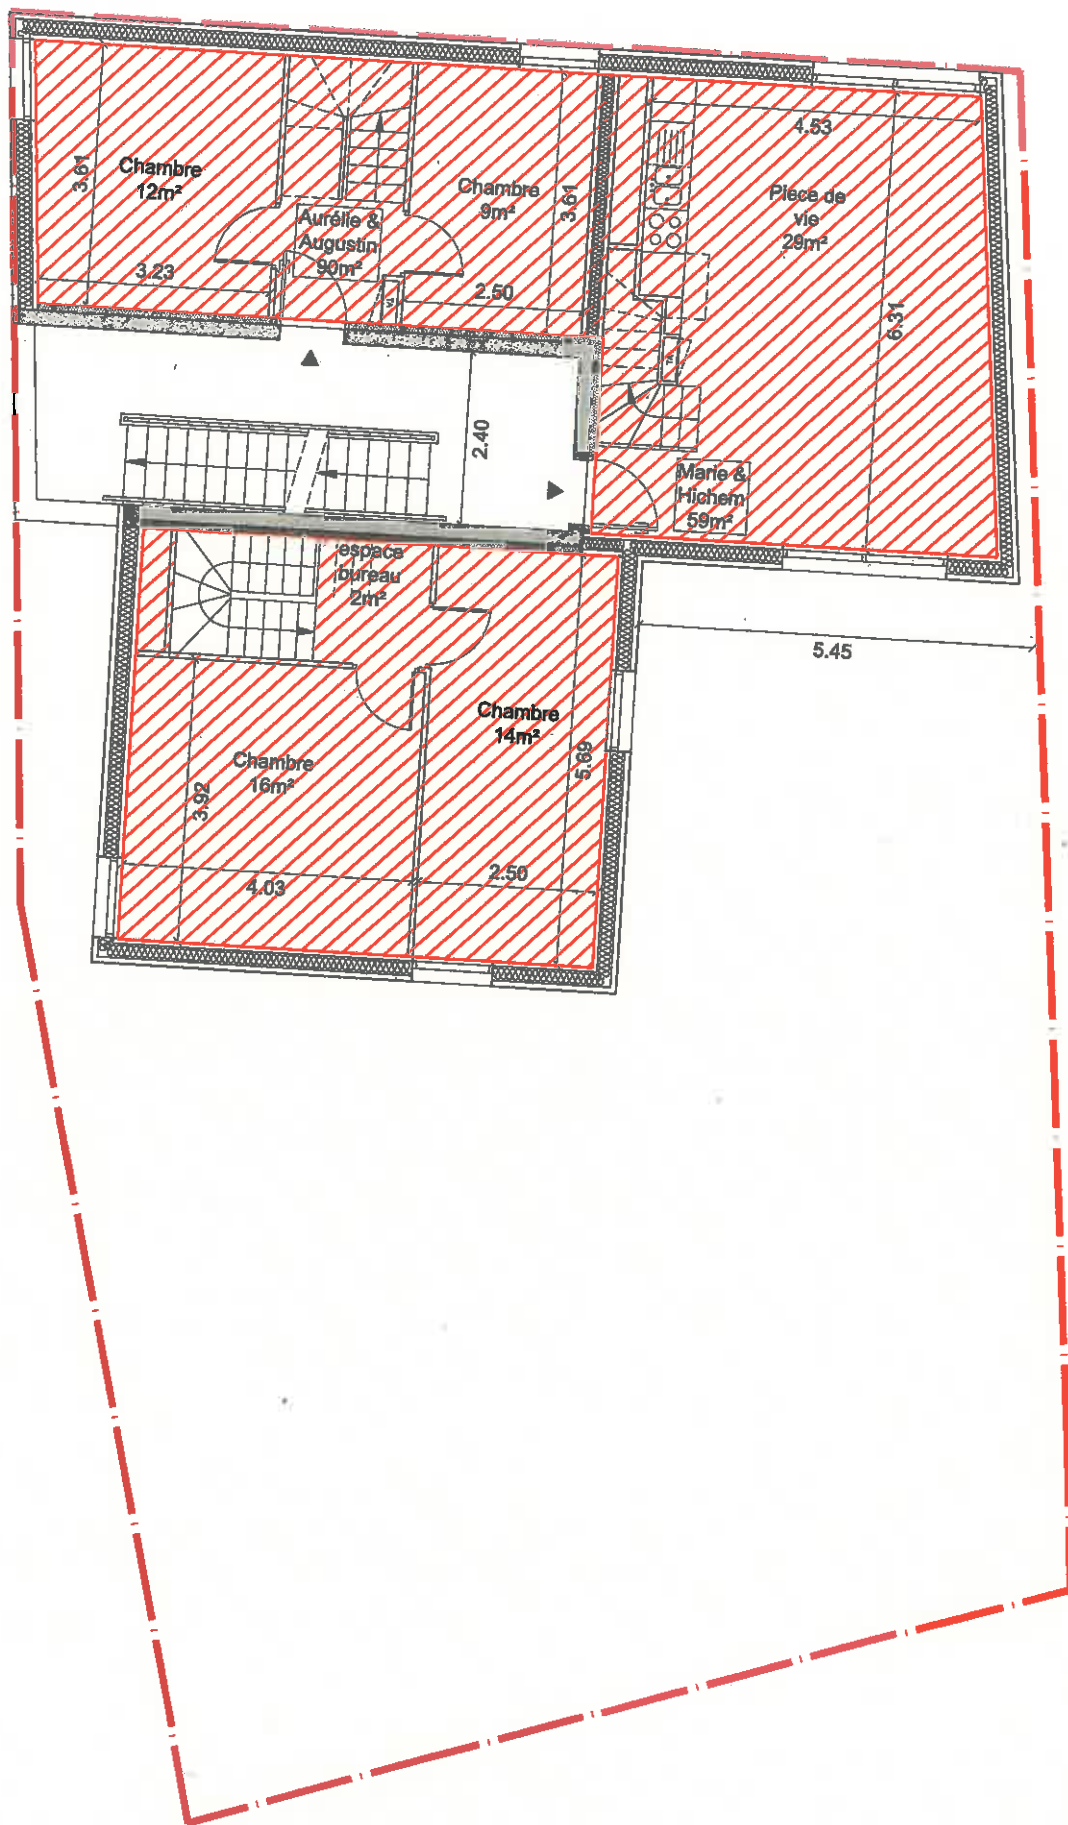 4.53
Chambre
12m²
3.61
Chambre
9m²
3.61
Piece de
vie
29m²
Aurélie &
Augustin
90m²
3.23
2.50
6.31
2.40
Marie &
Hichem
59m²
espace
bureau
2m²
5.45
Chambre
14m²
5.69
Chambre
16m²
3.92
4.03
2.50